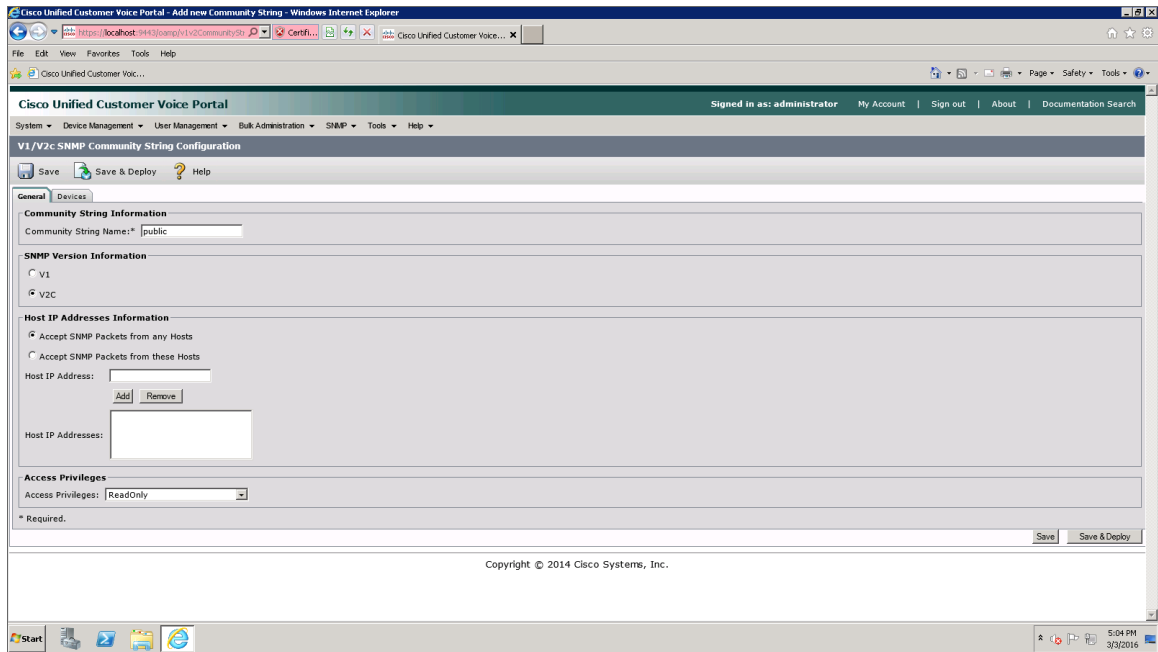 Cisco Unified Customer Voice Portal - Add new Community String - Windows Internet Explorer
https://localhost:9443/oamp/v1v2CommunityStr Certifi... Cisco Unified Customer Voice... X
File Edit View Favorites Tools Help
Cisco Unified Customer Voic... Page Safety Tools
Cisco Unified Customer Voice Portal Signed in as: administrator My Account | Sign out | About | Documentation Search
System Device Management User Management Bulk Administration SNMP Tools Help
V1/V2c SNMP Community String Configuration
Save Save & Deploy Help
General Devices
Community String Information
Community String Name:* public
SNMP Version Information
V1
V2C
Host IP Addresses Information
Accept SNMP Packets from any Hosts
Accept SNMP Packets from these Hosts
Host IP Address:
Add Remove
Host IP Addresses:
Access Privileges
Access Privileges: ReadOnly
* Required.
Save Save & Deploy
Copyright © 2014 Cisco Systems, Inc.
Start 5:04 PM
3/3/2016